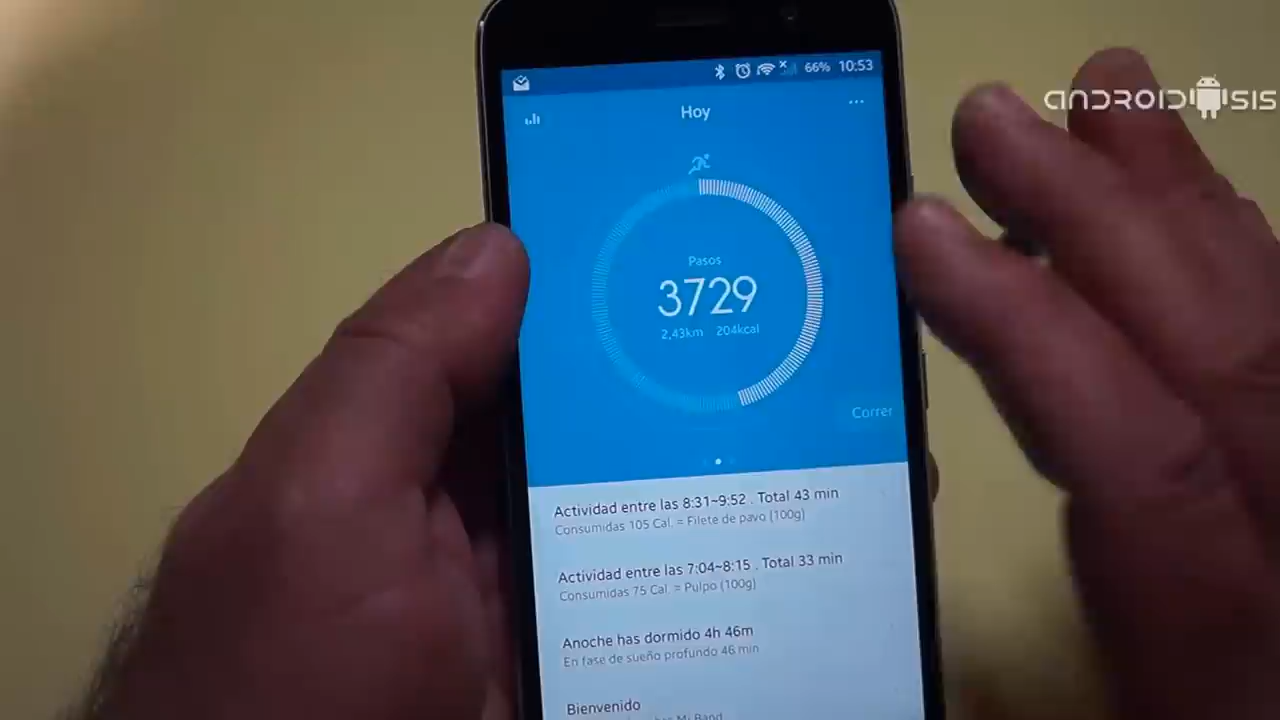 66% 10:53
ANDROIDSIS
Hoy
...
Pasos
3729
2,43km 204kcal
Correr
Actividad entre las 8:31~9:52 . Total 43 min
Consumidas 105 Cal. = Filete de pavo (100g)
Actividad entre las 7:04~8:15 . Total 33 min
Consumidas 75 Cal. = Pulpo (100g)
Anoche has dormido 4h 46m
En fase de sueño profundo 46 min
Bienvenido
Mi Band